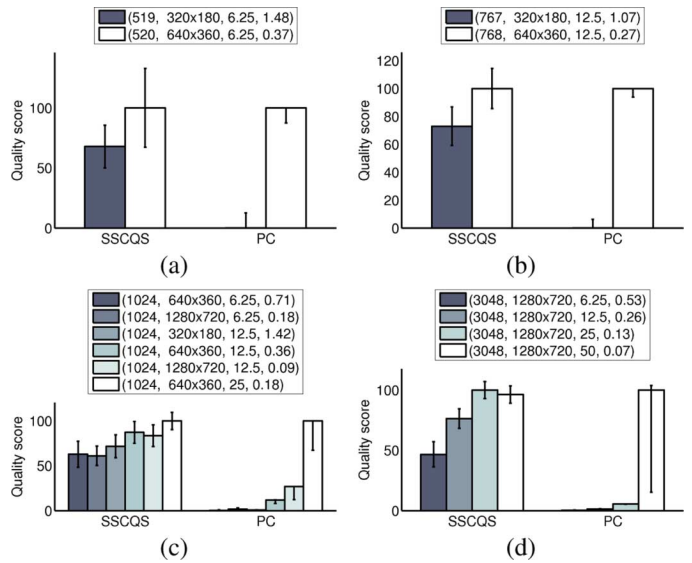 (519, 320x180, 6.25, 1.48)
(520, 640x360, 6.25, 0.37)
Quality score
100
50
0
SSCQS PC
(a)
(767, 320x180, 12.5, 1.07)
(768, 640x360, 12.5, 0.27)
Quality score
120
100
80
60
40
20
0
SSCQS PC
(b)
(1024, 640x360, 6.25, 0.71)
(1024, 1280x720, 6.25, 0.18)
(1024, 320x180, 12.5, 1.42)
(1024, 640x360, 12.5, 0.36)
(1024, 1280x720, 12.5, 0.09)
(1024, 640x360, 25, 0.18)
Quality score
100
50
0
SSCQS PC
(c)
(3048, 1280x720, 6.25, 0.53)
(3048, 1280x720, 12.5, 0.26)
(3048, 1280x720, 25, 0.13)
(3048, 1280x720, 50, 0.07)
Quality score
100
50
0
SSCQS PC
(d)